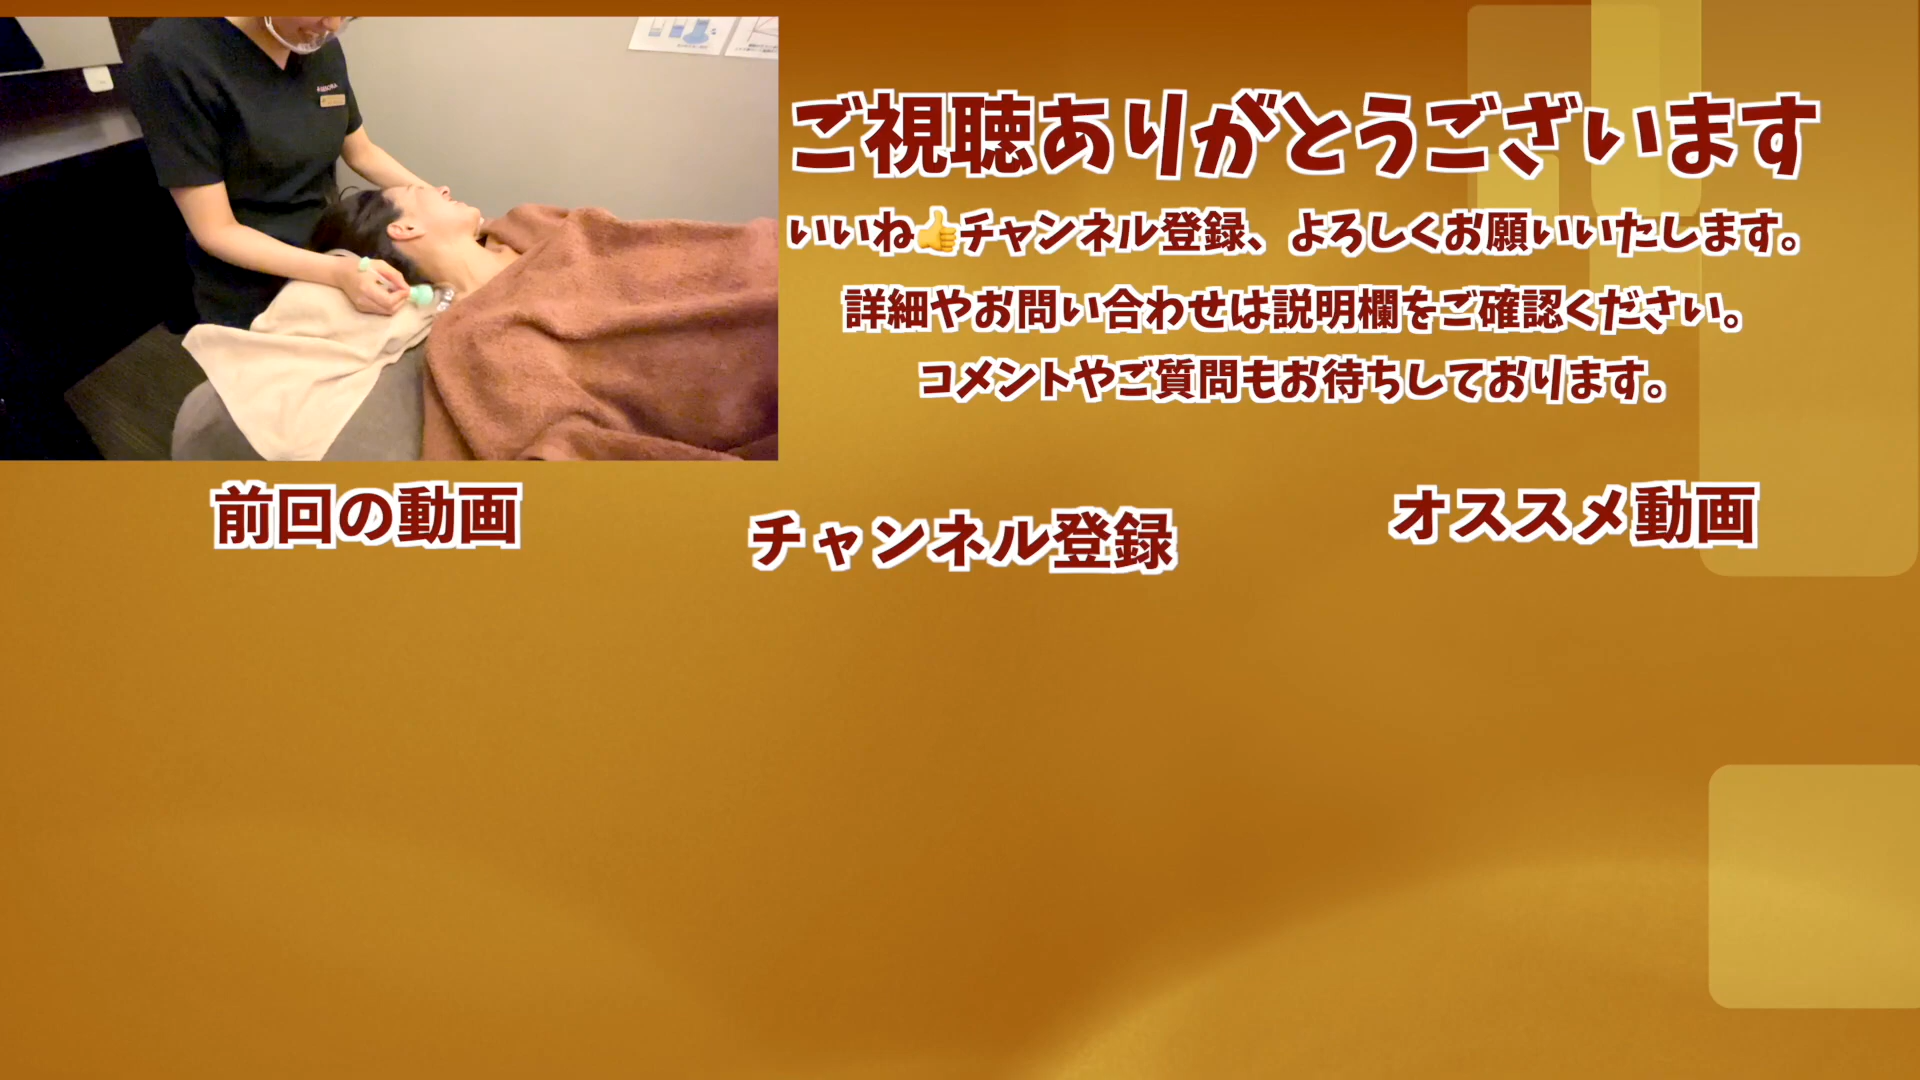 ご視聴ありがとうございます
いいね👍チャンネル登録、よろしくお願いいたします。
詳細やお問い合わせは説明欄をご確認ください。
コメントやご質問もお待ちしております。
前回の動画
チャンネル登録
オススメ動画